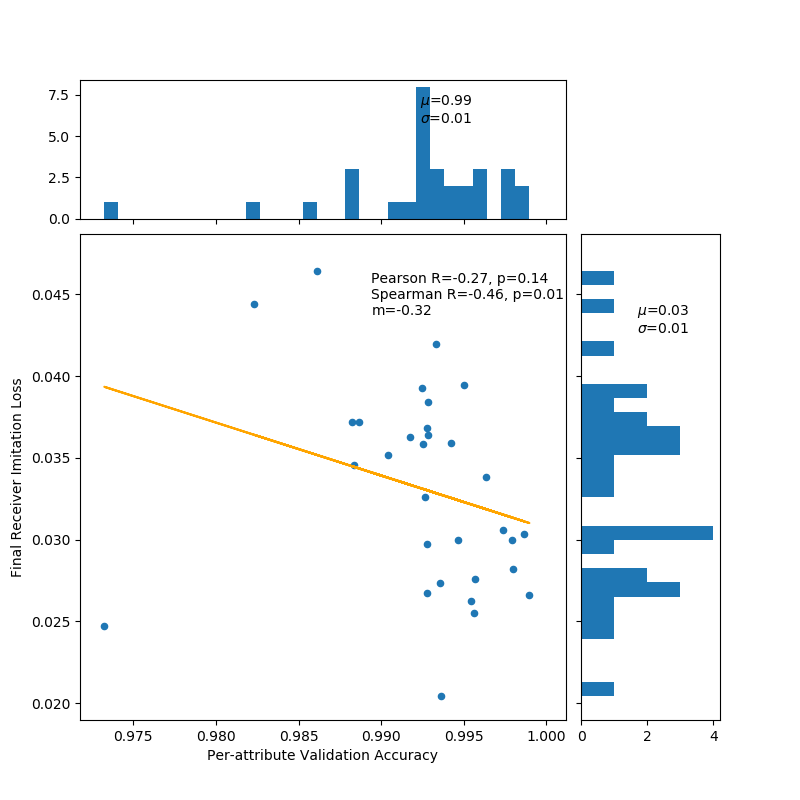 7.5
5.0
2.5
0.0
μ=0.99
σ=0.01
0.045
0.040
0.035
0.030
0.025
0.020
Final Receiver Imitation Loss
Pearson R=-0.27, p=0.14
Spearman R=-0.46, p=0.01
m=-0.32
0.975 0.980 0.985 0.990 0.995 1.000
Per-attribute Validation Accuracy
μ=0.03
σ=0.01
0 2 4